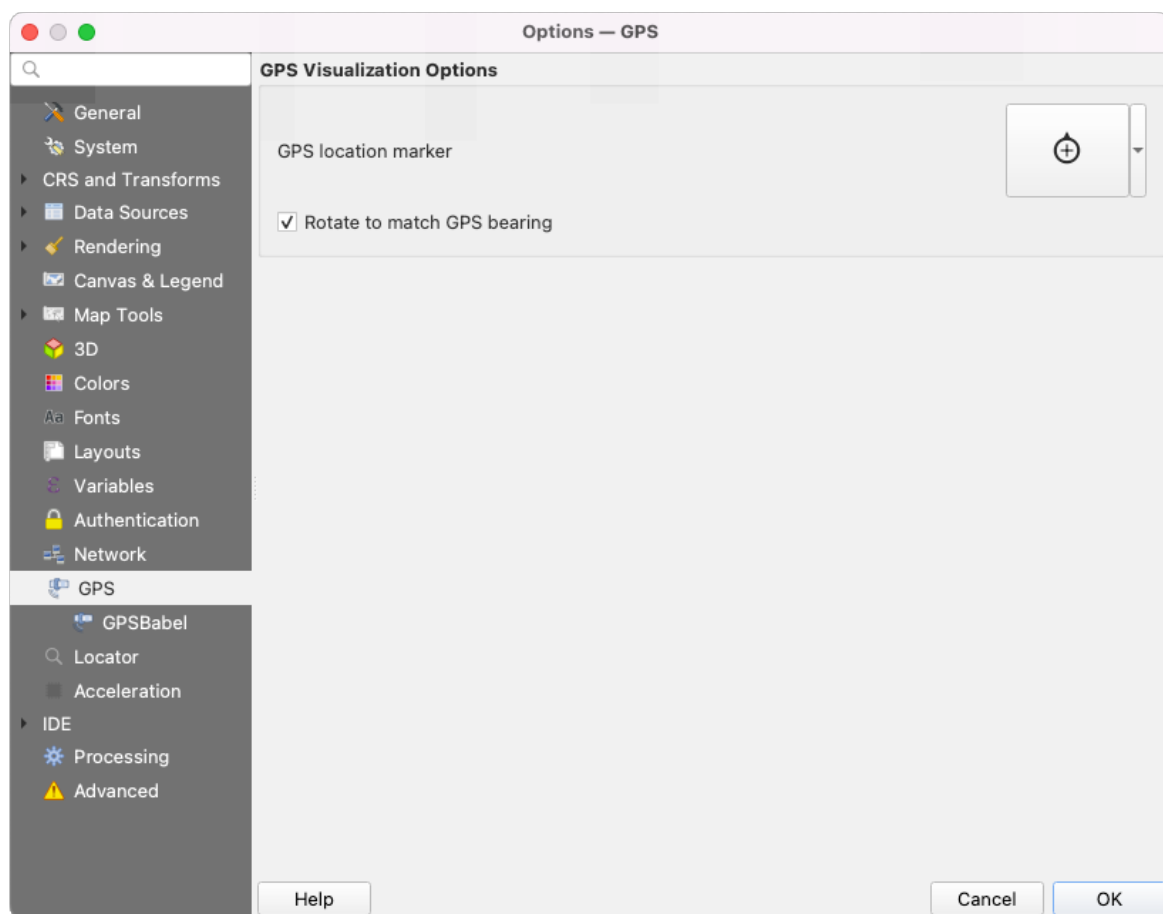 Options — GPS
GPS Visualization Options
General
System
CRS and Transforms
Data Sources
Rendering
Canvas & Legend
Map Tools
3D
Colors
Aa Fonts
Layouts
ε Variables
Authentication
Network
GPS
GPSBabel
Locator
Acceleration
IDE
Processing
Advanced
GPS location marker
Rotate to match GPS bearing
Help
Cancel
OK